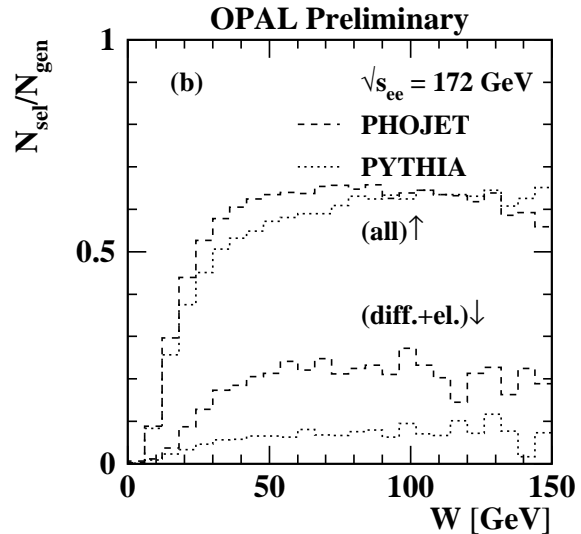 OPAL Preliminary
1
(b)
√s_ee = 172 GeV
PHOJET
PYTHIA
N_sel/N_gen
(all)↑
0.5
(diff.+el.)↓
0
0 50 100 150
W [GeV]